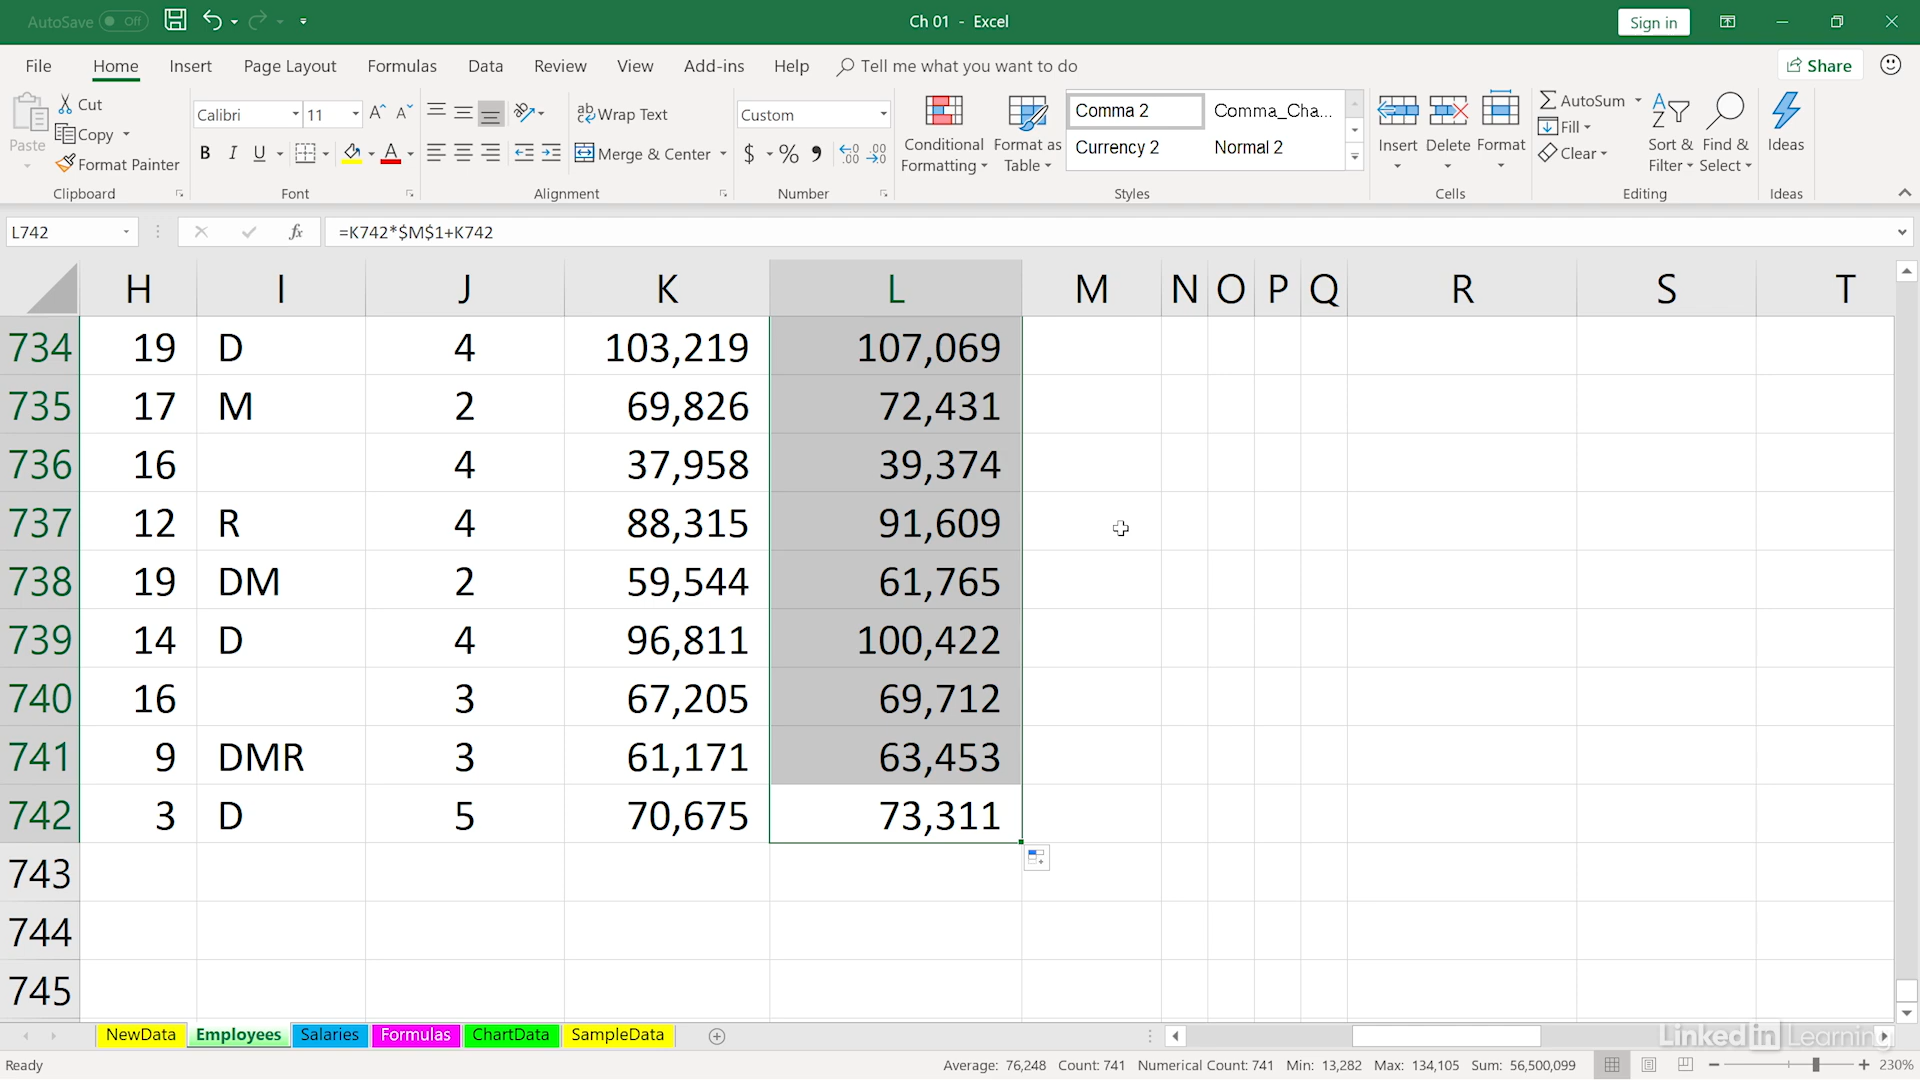 AutoSave Off Ch 01 - Excel Sign in
File Home Insert Page Layout Formulas Data Review View Add-ins Help Tell me what you want to do Share
Paste Cut Copy Format Painter Clipboard
Calibri 11 B I U A Font
Wrap Text Merge & Center Alignment
Custom $ % Number
Conditional Formatting Format as Table Comma 2 Comma_Cha... Currency 2 Normal 2 Styles
Insert Delete Format Cells
AutoSum Fill Clear Sort & Filter Find & Select Editing
Ideas Ideas
L742 fx =K742*$M$1+K742
H I J K L M N O P Q R S T
734 19 D 4 103,219 107,069
735 17 M 2 69,826 72,431
736 16 4 37,958 39,374
737 12 R 4 88,315 91,609
738 19 DM 2 59,544 61,765
739 14 D 4 96,811 100,422
740 16 3 67,205 69,712
741 9 DMR 3 61,171 63,453
742 3 D 5 70,675 73,311
743
744
745
NewData Employees Salaries Formulas ChartData SampleData
LinkedIn Learning
Ready Average: 76,248 Count: 741 Numerical Count: 741 Min: 13,282 Max: 134,105 Sum: 56,500,099 230%